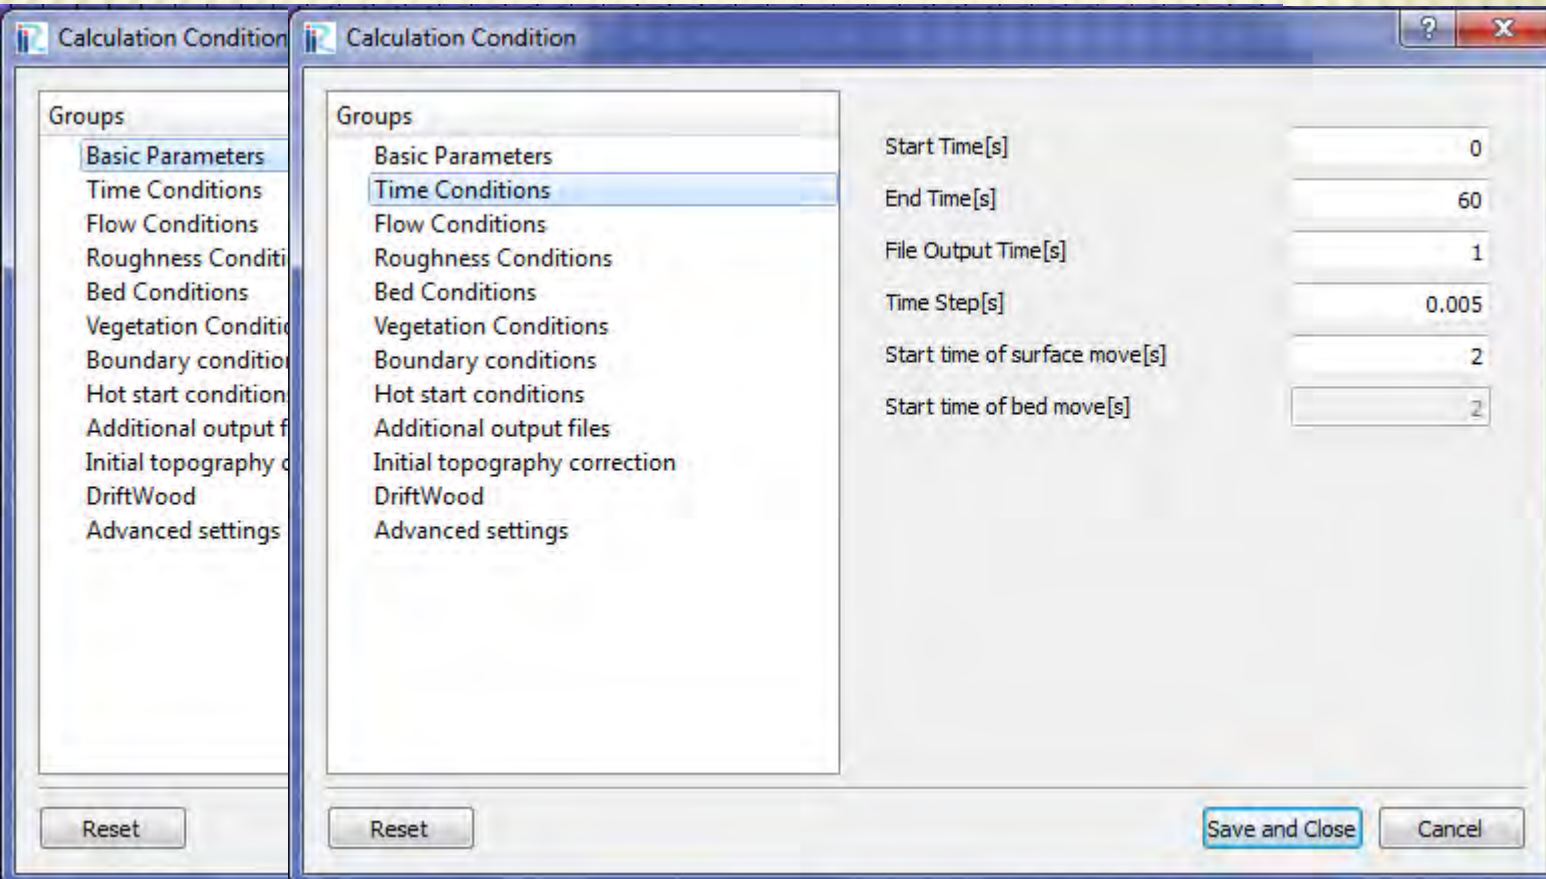 Calculation Condition
Groups
Basic Parameters
Time Conditions
Flow Conditions
Roughness Conditi
Bed Conditions
Vegetation Conditi
Boundary condition
Hot start condition
Additional output f
Initial topography c
DriftWood
Advanced settings
Reset
Calculation Condition
?
X
Groups
Basic Parameters
Time Conditions
Flow Conditions
Roughness Conditions
Bed Conditions
Vegetation Conditions
Boundary conditions
Hot start conditions
Additional output files
Initial topography correction
DriftWood
Advanced settings
Start Time[s] 0
End Time[s] 60
File Output Time[s] 1
Time Step[s] 0.005
Start time of surface move[s] 2
Start time of bed move[s] 2
Reset
Save and Close
Cancel